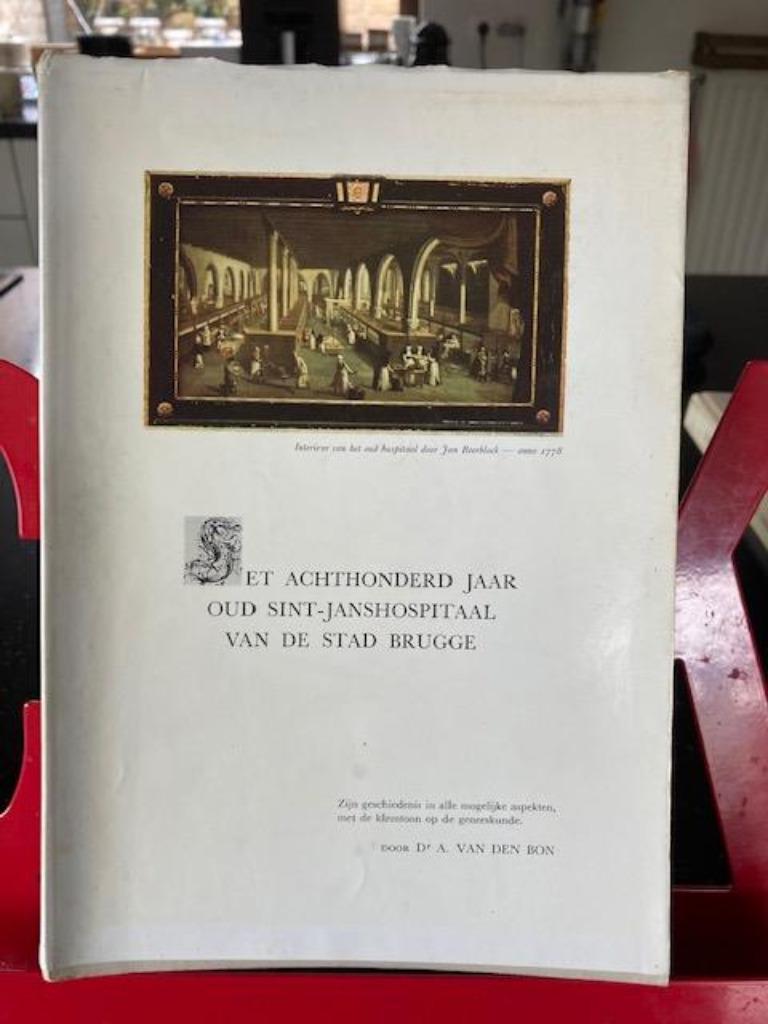 Interieur van het oud hospitaal door Jan Beerblock — anno 1778
HET ACHTHONDERD JAAR
OUD SINT-JANSHOSPITAAL
VAN DE STAD BRUGGE
Zijn geschiedenis in alle mogelijke aspekten,
met de klemtoon op de geneeskunde.
DOOR Dr A. VAN DEN BON